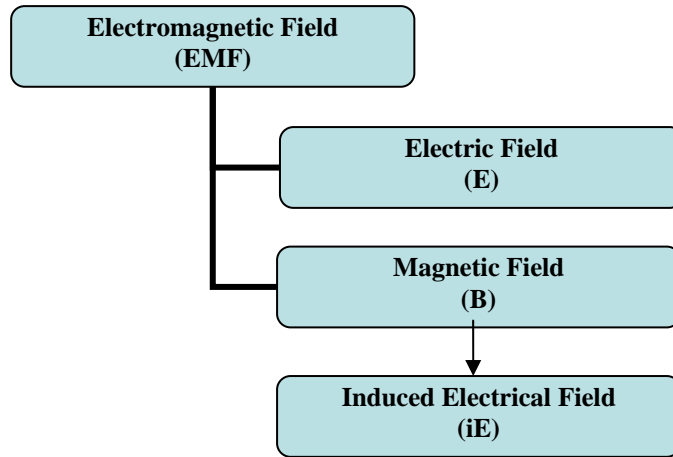 Electromagnetic Field
(EMF)
Electric Field
(E)
Magnetic Field
(B)
Induced Electrical Field
(iE)